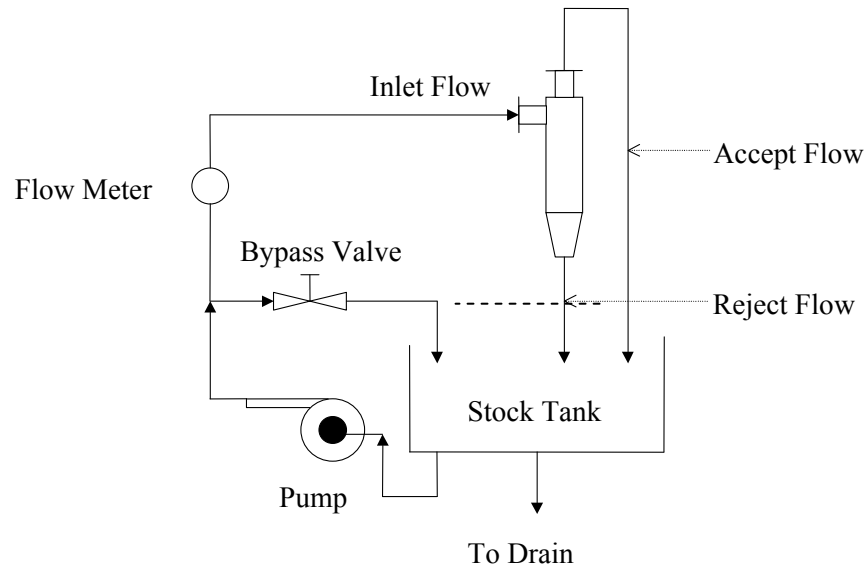 Inlet Flow
Accept Flow
Flow Meter
Bypass Valve
Reject Flow
Stock Tank
Pump
To Drain